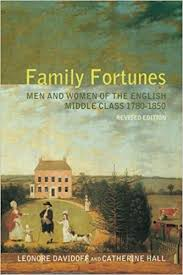 Family Fortunes
MEN AND WOMEN OF THE ENGLISH
MIDDLE CLASS 1780-1850
REVISED EDITION
LEONORE DAVIDOFF AND CATHERINE HALL